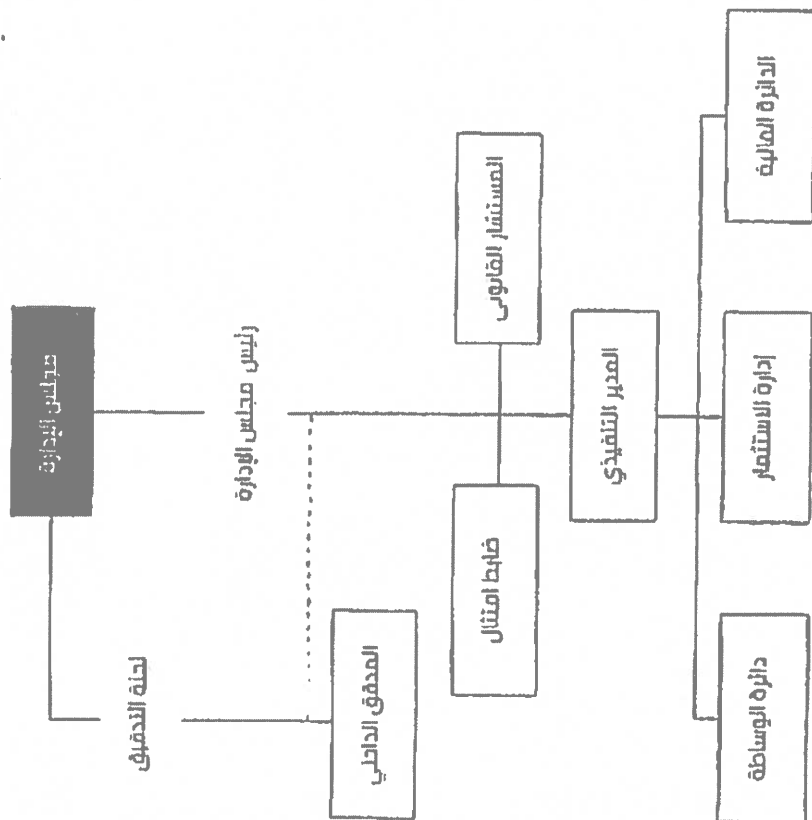 مجلس الإدارة
رئيس مجلس الإدارة
لجنة التدقيق
المدقق الداخلي
المستشار القانوني
ضابط امتثال
المدير التنفيذي
الدائرة المالية
إدارة الاستثمار
دائرة الوساطة